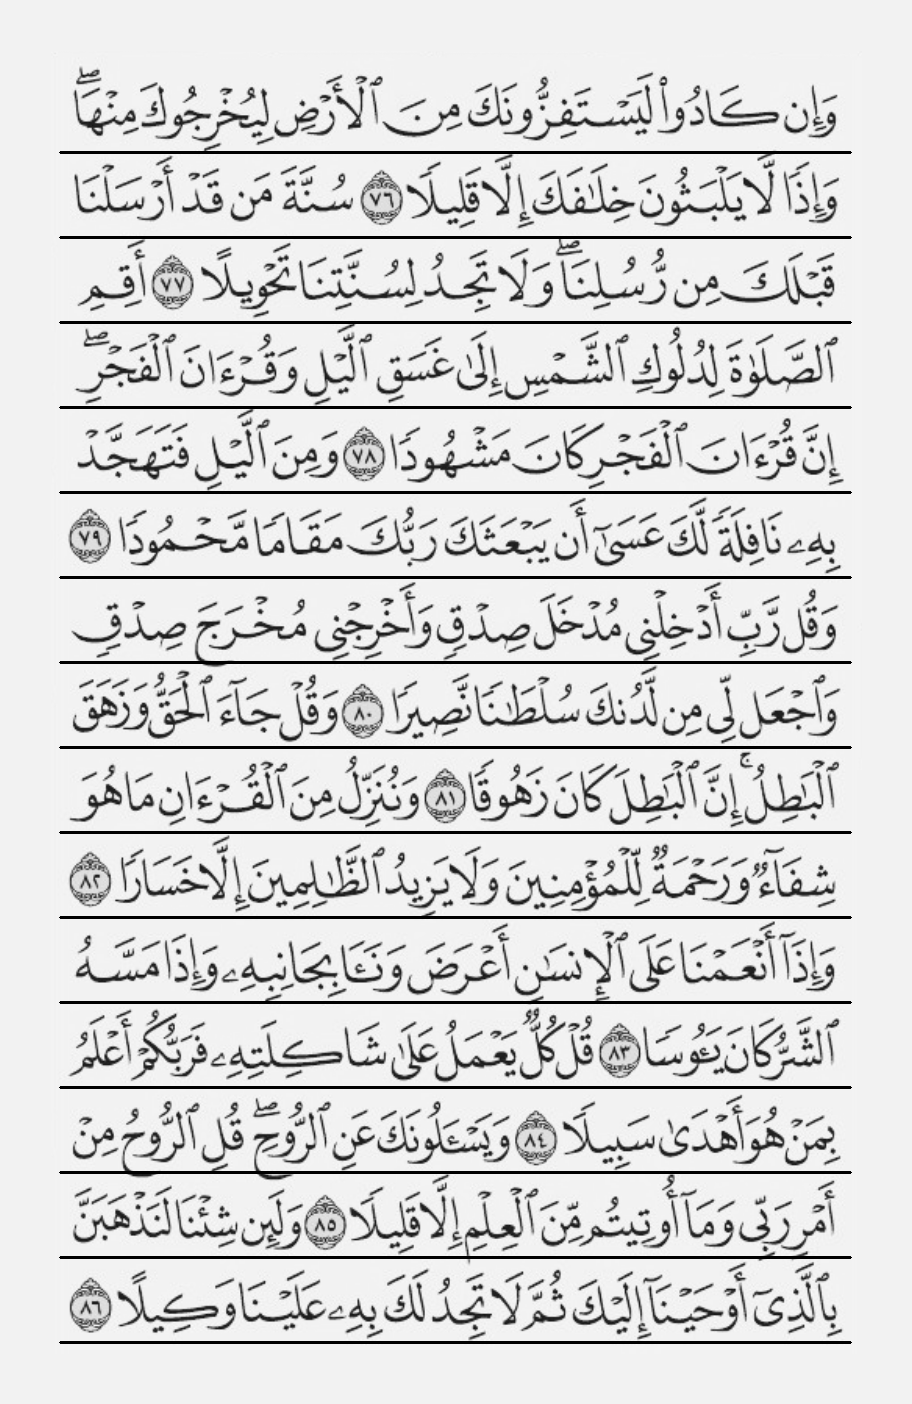 وَإِن كَادُوا۟ لَيَسْتَفِزُّونَكَ مِنَ ٱلْأَرْضِ لِيُخْرِجُوكَ مِنْهَا ۖ
وَإِذًا لَّا يَلْبَثُونَ خِلَـٰفَكَ إِلَّا قَلِيلًا ٧٦ سُنَّةَ مَن قَدْ أَرْسَلْنَا
قَبْلَكَ مِن رُّسُلِنَا ۖ وَلَا تَجِدُ لِسُنَّتِنَا تَحْوِيلًا ٧٧ أَقِمِ
ٱلصَّلَوٰةَ لِدُلُوكِ ٱلشَّمْسِ إِلَىٰ غَسَقِ ٱلَّيْلِ وَقُرْءَانَ ٱلْفَجْرِ ۖ
إِنَّ قُرْءَانَ ٱلْفَجْرِ كَانَ مَشْهُودًا ٧٨ وَمِنَ ٱلَّيْلِ فَتَهَجَّدْ
بِهِۦ نَافِلَةً لَّكَ عَسَىٰٓ أَن يَبْعَثَكَ رَبُّكَ مَقَامًا مَّحْمُودًا ٧٩
وَقُل رَّبِّ أَدْخِلْنِى مُدْخَلَ صِدْقٍ وَأَخْرِجْنِى مُخْرَجَ صِدْقٍ
وَٱجْعَل لِّى مِن لَّدُنكَ سُلْطَـٰنًا نَّصِيرًا ٨٠ وَقُلْ جَآءَ ٱلْحَقُّ وَزَهَقَ
ٱلْبَـٰطِلُ ۚ إِنَّ ٱلْبَـٰطِلَ كَانَ زَهُوقًا ٨١ وَنُنَزِّلُ مِنَ ٱلْقُرْءَانِ مَا هُوَ
شِفَآءٌ وَرَحْمَةٌ لِّلْمُؤْمِنِينَ وَلَا يَزِيدُ ٱلظَّـٰلِمِينَ إِلَّا خَسَارًا ٨٢
وَإِذَآ أَنْعَمْنَا عَلَى ٱلْإِنسَـٰنِ أَعْرَضَ وَنَـَٔا بِجَانِبِهِۦ وَإِذَا مَسَّهُ
ٱلشَّرُّ كَانَ يَـُٔوسًا ٨٣ قُلْ كُلٌّ يَعْمَلُ عَلَىٰ شَاكِلَتِهِۦ فَرَبُّكُمْ أَعْلَمُ
بِمَنْ هُوَ أَهْدَىٰ سَبِيلًا ٨٤ وَيَسْـَٔلُونَكَ عَنِ ٱلرُّوحِ ۖ قُلِ ٱلرُّوحُ مِنْ
أَمْرِ رَبِّى وَمَآ أُوتِيتُم مِّنَ ٱلْعِلْمِ إِلَّا قَلِيلًا ٨٥ وَلَئِن شِئْنَا لَنَذْهَبَنَّ
بِٱلَّذِىٓ أَوْحَيْنَآ إِلَيْكَ ثُمَّ لَا تَجِدُ لَكَ بِهِۦ عَلَيْنَا وَكِيلًا ٨٦